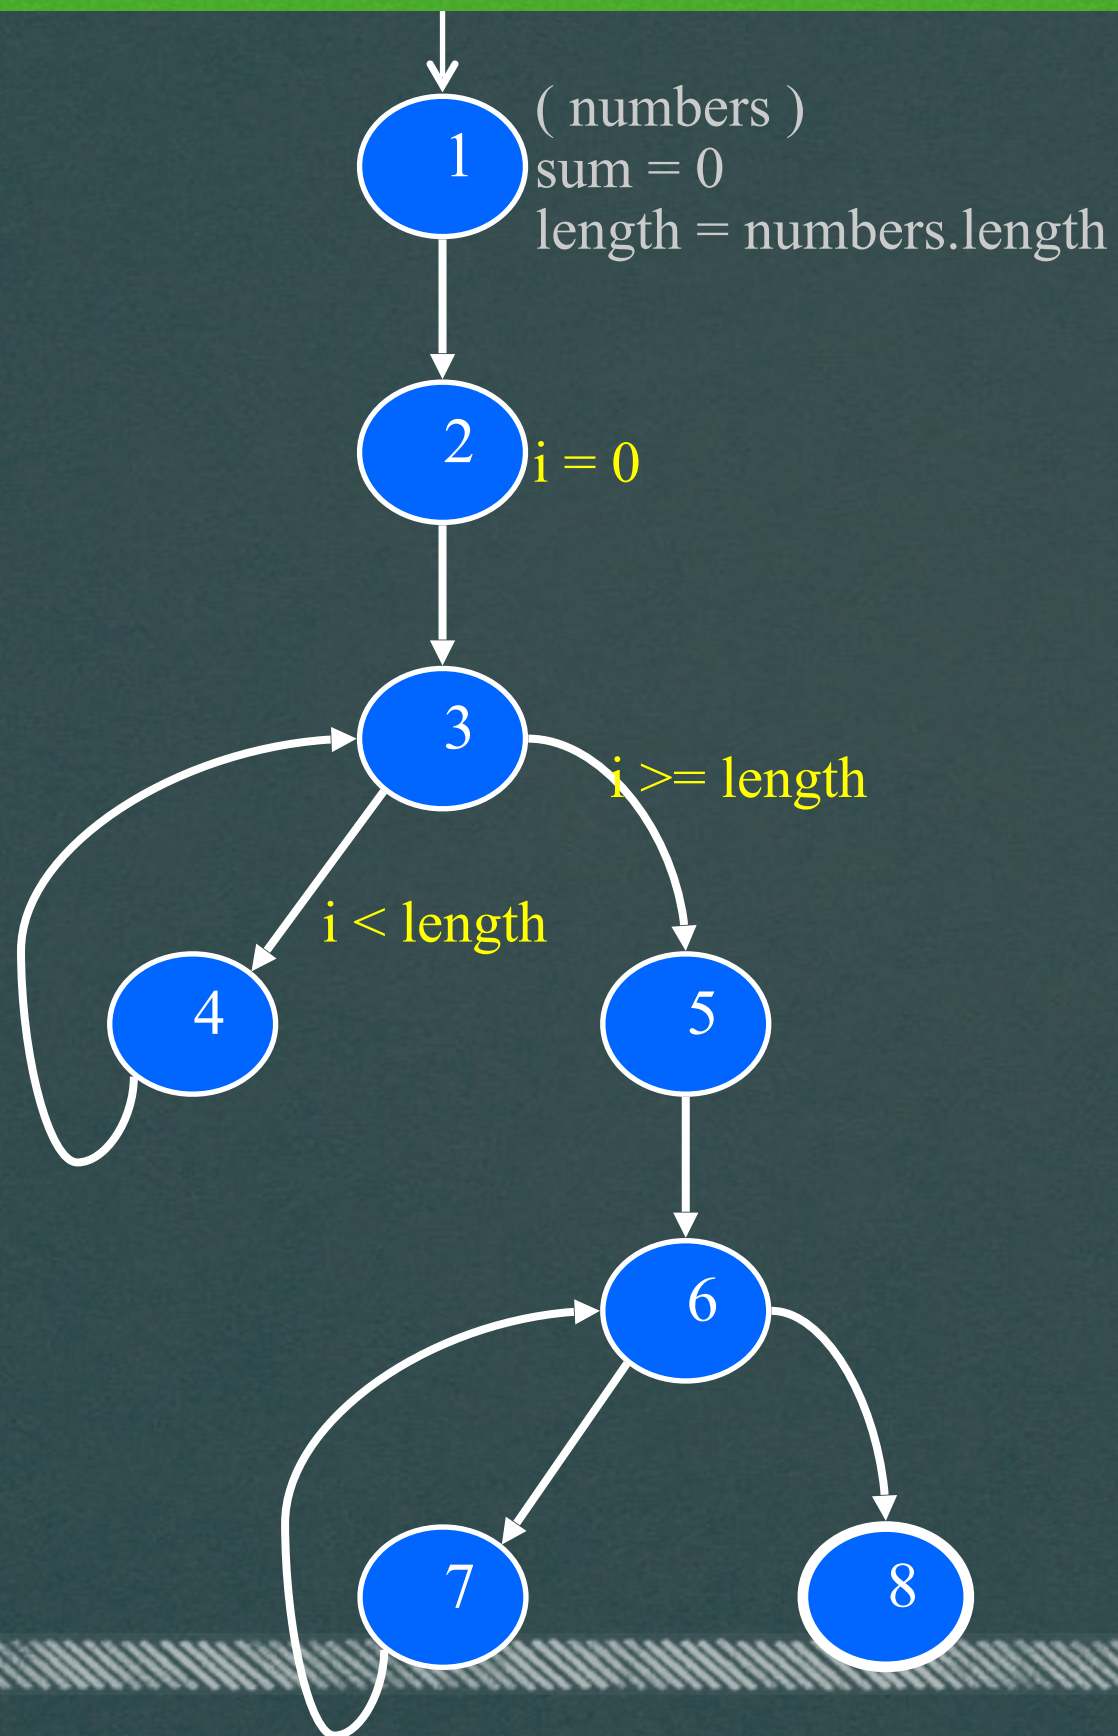 ( numbers )
1
sum = 0
length = numbers.length
2
i = 0
3
i >= length
i < length
4
5
6
7
8